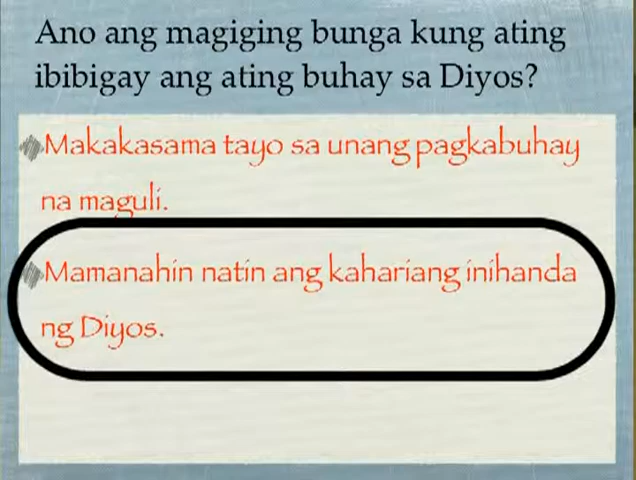 Ano ang magiging bunga kung ating
ibibigay ang ating buhay sa Diyos?
Makakasama tayo sa unang pagkabuhay
na maguli.
Mamanahin natin ang kahariang inihanda
ng Diyos.